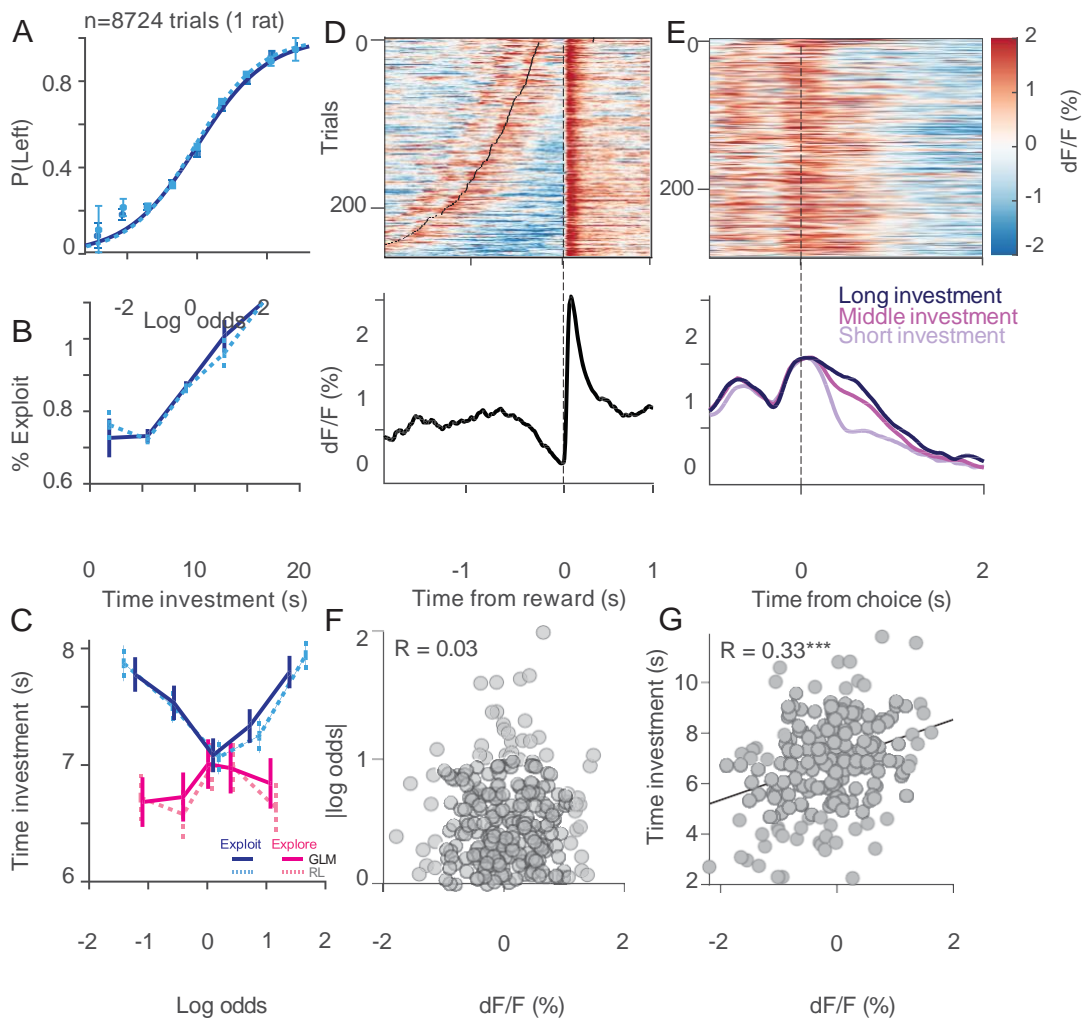 A
n=8724 trials (1 rat)
P(Left)
0.8
0.4
0
-2 0 2
Log odds
B
% Exploit
1
0.8
0.6
0 10 20
Time investment (s)
C
Time investment (s)
8
7
6
Exploit Explore
GLM
RL
-2 -1 0 1 2
Log odds
D
Trials
0
200
dF/F (%)
2
1
0
-1 0 1
Time from reward (s)
E
0
200
2
1
0
-1
-2
dF/F (%)
Long investment
Middle investment
Short investment
2
1
0
0 2
Time from choice (s)
F
R = 0.03
|log odds|
2
1
0
-2 0 2
dF/F (%)
G
R = 0.33***
Time investment (s)
10
8
6
4
2
-2 0 2
dF/F (%)